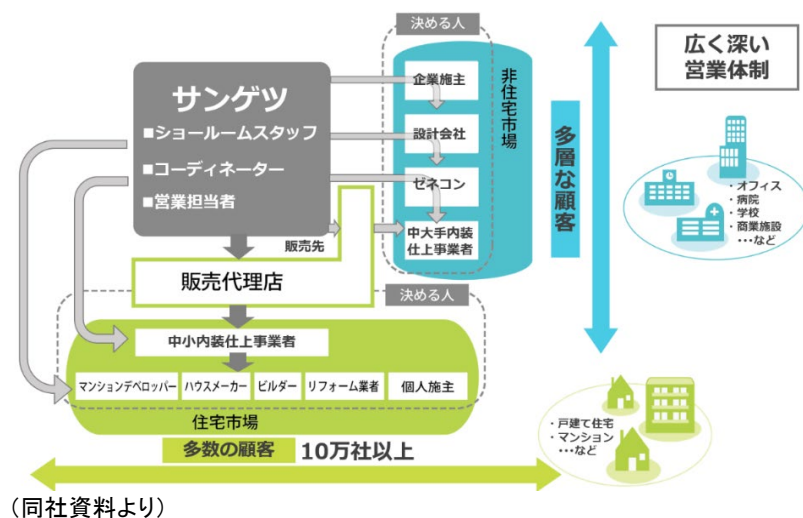 決める人
広く深い
営業体制
サンゲツ
■ショールームスタッフ
■コーディネーター
■営業担当者
企業施主
設計会社
ゼネコン
中大手内装
仕上事業者
非住宅市場
多層な顧客
・オフィス
・病院
・学校
・商業施設
・・・など
販売先
販売代理店
決める人
中小内装仕上事業者
マンションデベロッパー
ハウスメーカー
ビルダー
リフォーム業者
個人施主
住宅市場
・戸建て住宅
・マンション
・・・など
多数の顧客
10万社以上
（同社資料より）